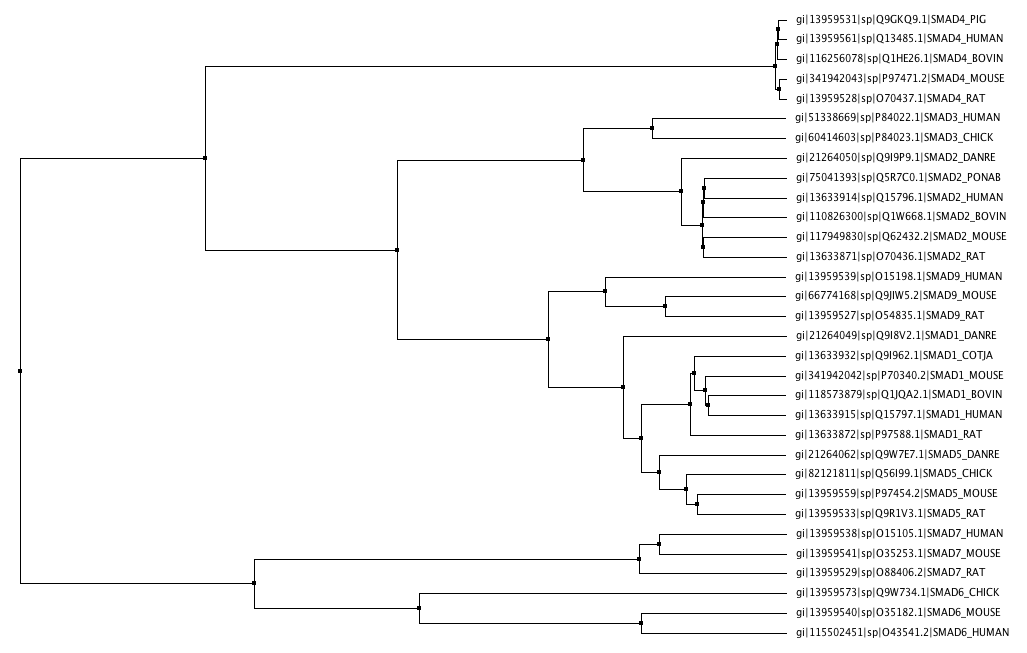 gi|13959531|sp|Q9GKQ9.1|SMAD4_PIG
gi|13959561|sp|Q13485.1|SMAD4_HUMAN
gi|116256078|sp|Q1HE26.1|SMAD4_BOVIN
gi|341942043|sp|P97471.2|SMAD4_MOUSE
gi|13959528|sp|O70437.1|SMAD4_RAT
gi|51338669|sp|P84022.1|SMAD3_HUMAN
gi|60414603|sp|P84023.1|SMAD3_CHICK
gi|21264050|sp|Q9I9P9.1|SMAD2_DANRE
gi|75041393|sp|Q5R7C0.1|SMAD2_PONAB
gi|13633914|sp|Q15796.1|SMAD2_HUMAN
gi|110826300|sp|Q1W668.1|SMAD2_BOVIN
gi|117949830|sp|Q62432.2|SMAD2_MOUSE
gi|13633871|sp|O70436.1|SMAD2_RAT
gi|13959539|sp|O15198.1|SMAD9_HUMAN
gi|66774168|sp|Q9JIW5.2|SMAD9_MOUSE
gi|13959527|sp|O54835.1|SMAD9_RAT
gi|21264049|sp|Q9I8V2.1|SMAD1_DANRE
gi|13633932|sp|Q9I962.1|SMAD1_COTJA
gi|341942042|sp|P70340.2|SMAD1_MOUSE
gi|118573879|sp|Q1JQA2.1|SMAD1_BOVIN
gi|13633915|sp|Q15797.1|SMAD1_HUMAN
gi|13633872|sp|P97588.1|SMAD1_RAT
gi|21264062|sp|Q9W7E7.1|SMAD5_DANRE
gi|82121811|sp|Q56I99.1|SMAD5_CHICK
gi|13959559|sp|P97454.2|SMAD5_MOUSE
gi|13959533|sp|Q9R1V3.1|SMAD5_RAT
gi|13959538|sp|O15105.1|SMAD7_HUMAN
gi|13959541|sp|O35253.1|SMAD7_MOUSE
gi|13959529|sp|O88406.2|SMAD7_RAT
gi|13959573|sp|Q9W734.1|SMAD6_CHICK
gi|13959540|sp|O35182.1|SMAD6_MOUSE
gi|115502451|sp|O43541.2|SMAD6_HUMAN